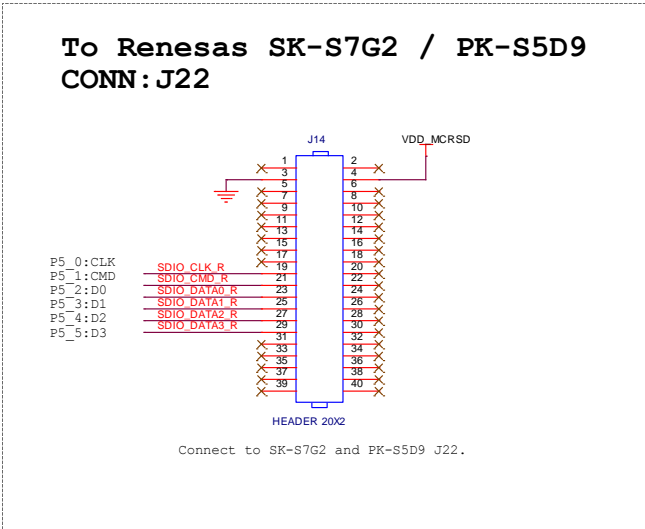 To Renesas SK-S7G2 / PK-S5D9
CONN:J22
J14
VDD_MCRSD
1 2
3 4
5 6
7 8
9 10
11 12
13 14
15 16
17 18
P5_0:CLK SDIO_CLK_R 19 20
P5_1:CMD SDIO_CMD_R 21 22
P5_2:D0 SDIO_DATA0_R 23 24
P5_3:D1 SDIO_DATA1_R 25 26
P5_4:D2 SDIO_DATA2_R 27 28
P5_5:D3 SDIO_DATA3_R 29 30
31 32
33 34
35 36
37 38
39 40
HEADER 20X2
Connect to SK-S7G2 and PK-S5D9 J22.